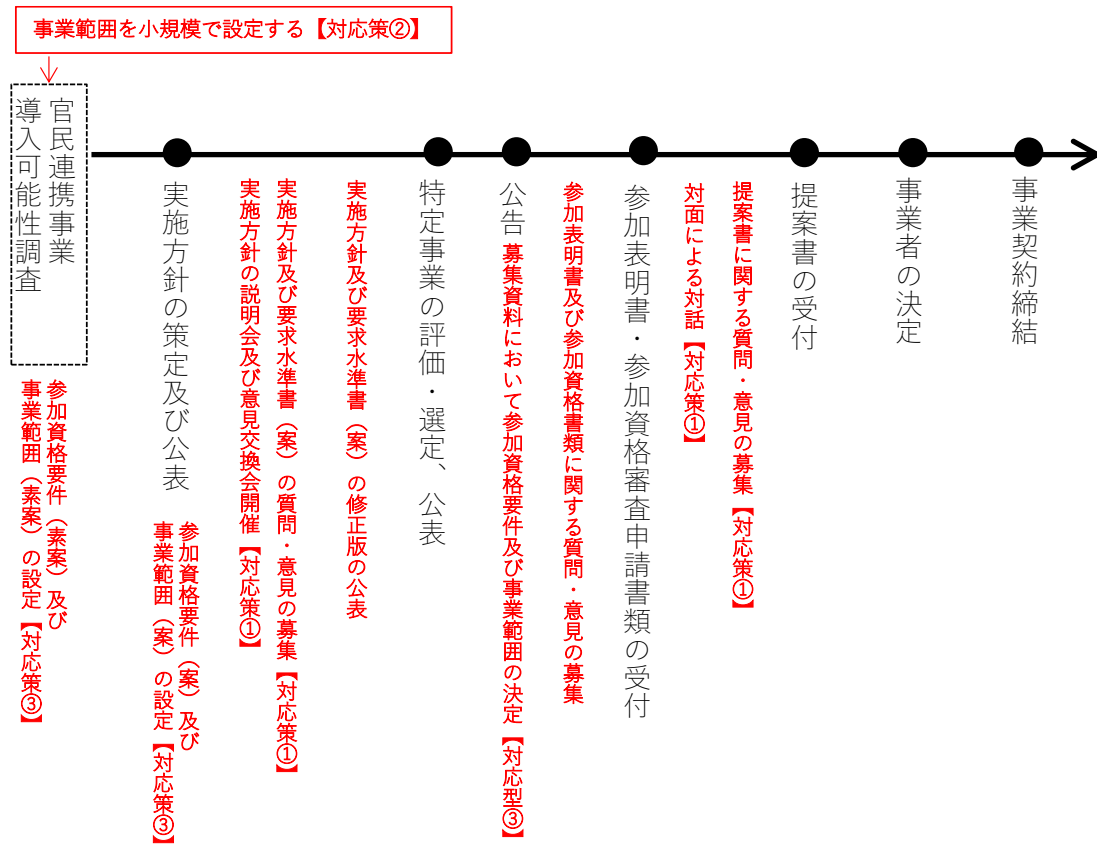 事業範囲を小規模で設定する【対応策②】
官民連携事業
導入可能性調査
参加資格要件（素案）及び
事業範囲（素案）の設定【対応策③】
実施方針の策定及び公表
参加資格要件（案）及び
事業範囲（案）の設定【対応策③】
実施方針の説明会及び意見交換会開催【対応策①】
実施方針及び要求水準書（案）の質問・意見の募集【対応策①】
実施方針及び要求水準書（案）の修正版の公表
特定事業の評価・選定、公表
公告
募集資料において参加資格要件及び事業範囲の決定【対応型③】
参加表明書及び参加資格書類に関する質問・意見の募集
参加表明書・参加資格審査申請書類の受付
対面による対話【対応策①】
提案書に関する質問・意見の募集【対応策①】
提案書の受付
事業者の決定
事業契約締結